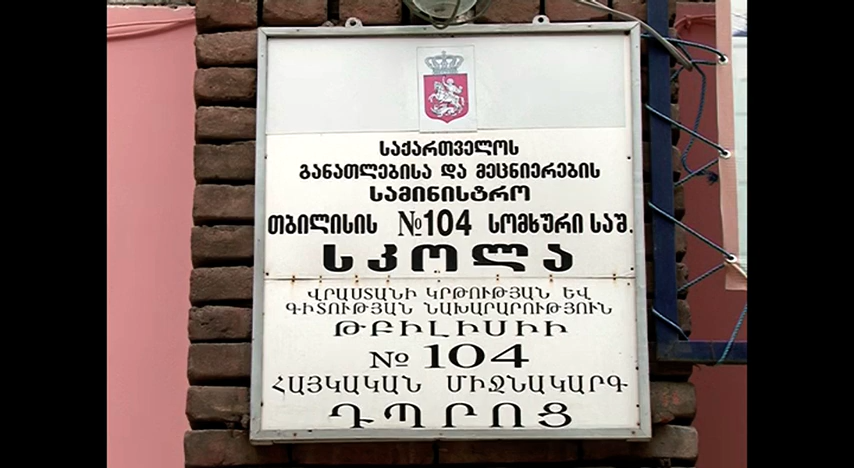 საქართველოს
განათლებისა და მეცნიერების
სამინისტრო
თბილისის №104 სომხური საშ.
სკოლა
ՎՐԱՍՏԱՆԻ ԿՐԹՈՒԹՅԱՆ ԵՎ
ԳԻՏՈՒԹՅԱՆ ՆԱԽԱՐԱՐՈՒԹՅՈՒՆ
ԹԲԻԼԻՍԻԻ
№ 104
ՀԱՅԿԱԿԱՆ ՄԻՋՆԱԿԱՐԳ
ԴՊՐՈՑ